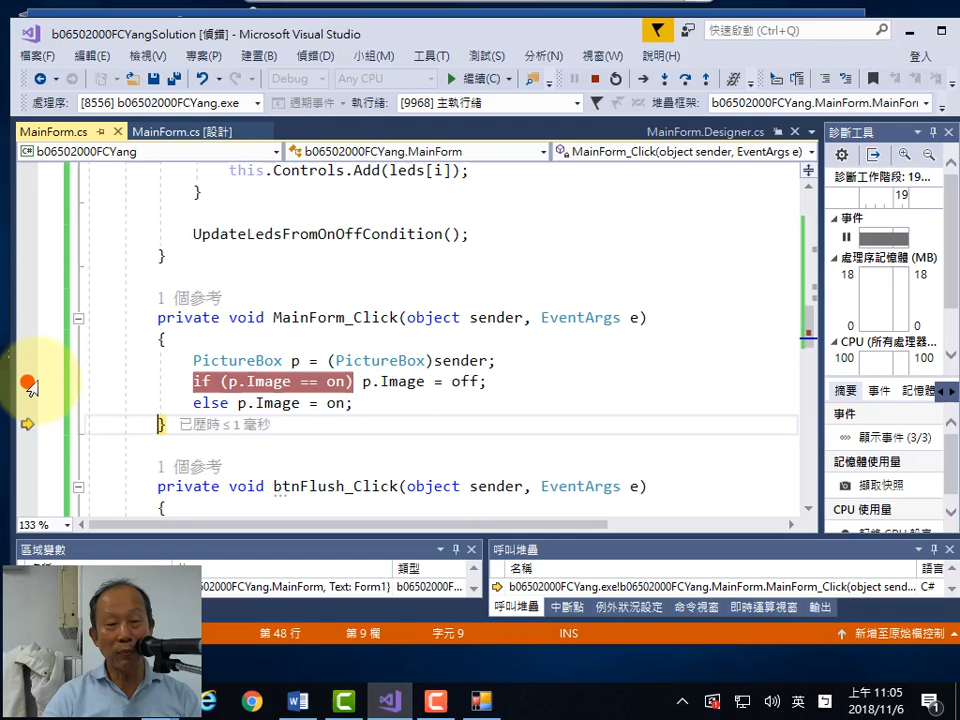 b06502000FCYangSolution [偵錯] - Microsoft Visual Studio
快速啟動 (Ctrl+Q)
檔案(F) 編輯(E) 檢視(V) 專案(P) 建置(B) 偵錯(D) 小組(M) 工具(T) 測試(S) 分析(N) 視窗(W) 說明(H) 登入
Debug Any CPU 繼續(C)
處理序: [8556] b06502000FCYang.exe 週期事件 執行緒: [9968] 主執行緒 堆疊框架: b06502000FCYang.MainForm.MainForr
MainForm.cs MainForm.cs [設計] MainForm.Designer.cs
b06502000FCYang b06502000FCYang.MainForm MainForm_Click(object sender, EventArgs e)
this.Controls.Add(leds[i]);
}
UpdateLedsFromOnOffCondition();
}
1 個參考
private void MainForm_Click(object sender, EventArgs e)
{
PictureBox p = (PictureBox)sender;
if (p.Image == on) p.Image = off;
else p.Image = on;
} 已歷時 ≤ 1 毫秒
1 個參考
private void btnFlush_Click(object sender, EventArgs e)
{
133 %
診斷工具
診斷工作階段: 19...
19
事件
處理序記憶體 (MB)
18 18
0 0
CPU (所有處理器...
100 100
摘要 事件 記憶體
事件
顯示事件 (3/3)
記憶體使用量
擷取快照
CPU 使用量
區域變數
類型
{b06502000FCYang.MainForm, Text: Form1} b06502000F...
呼叫堆疊
名稱 語言
b06502000FCYang.exe!b06502000FCYang.MainForm.MainForm_Click(object send... C#
呼叫堆疊 中斷點 例外狀況設定 命令視窗 即時運算視窗 輸出
第 48 行 第 9 欄 字元 9 INS 新增至原始檔控制
英
上午 11:05
2018/11/6
1